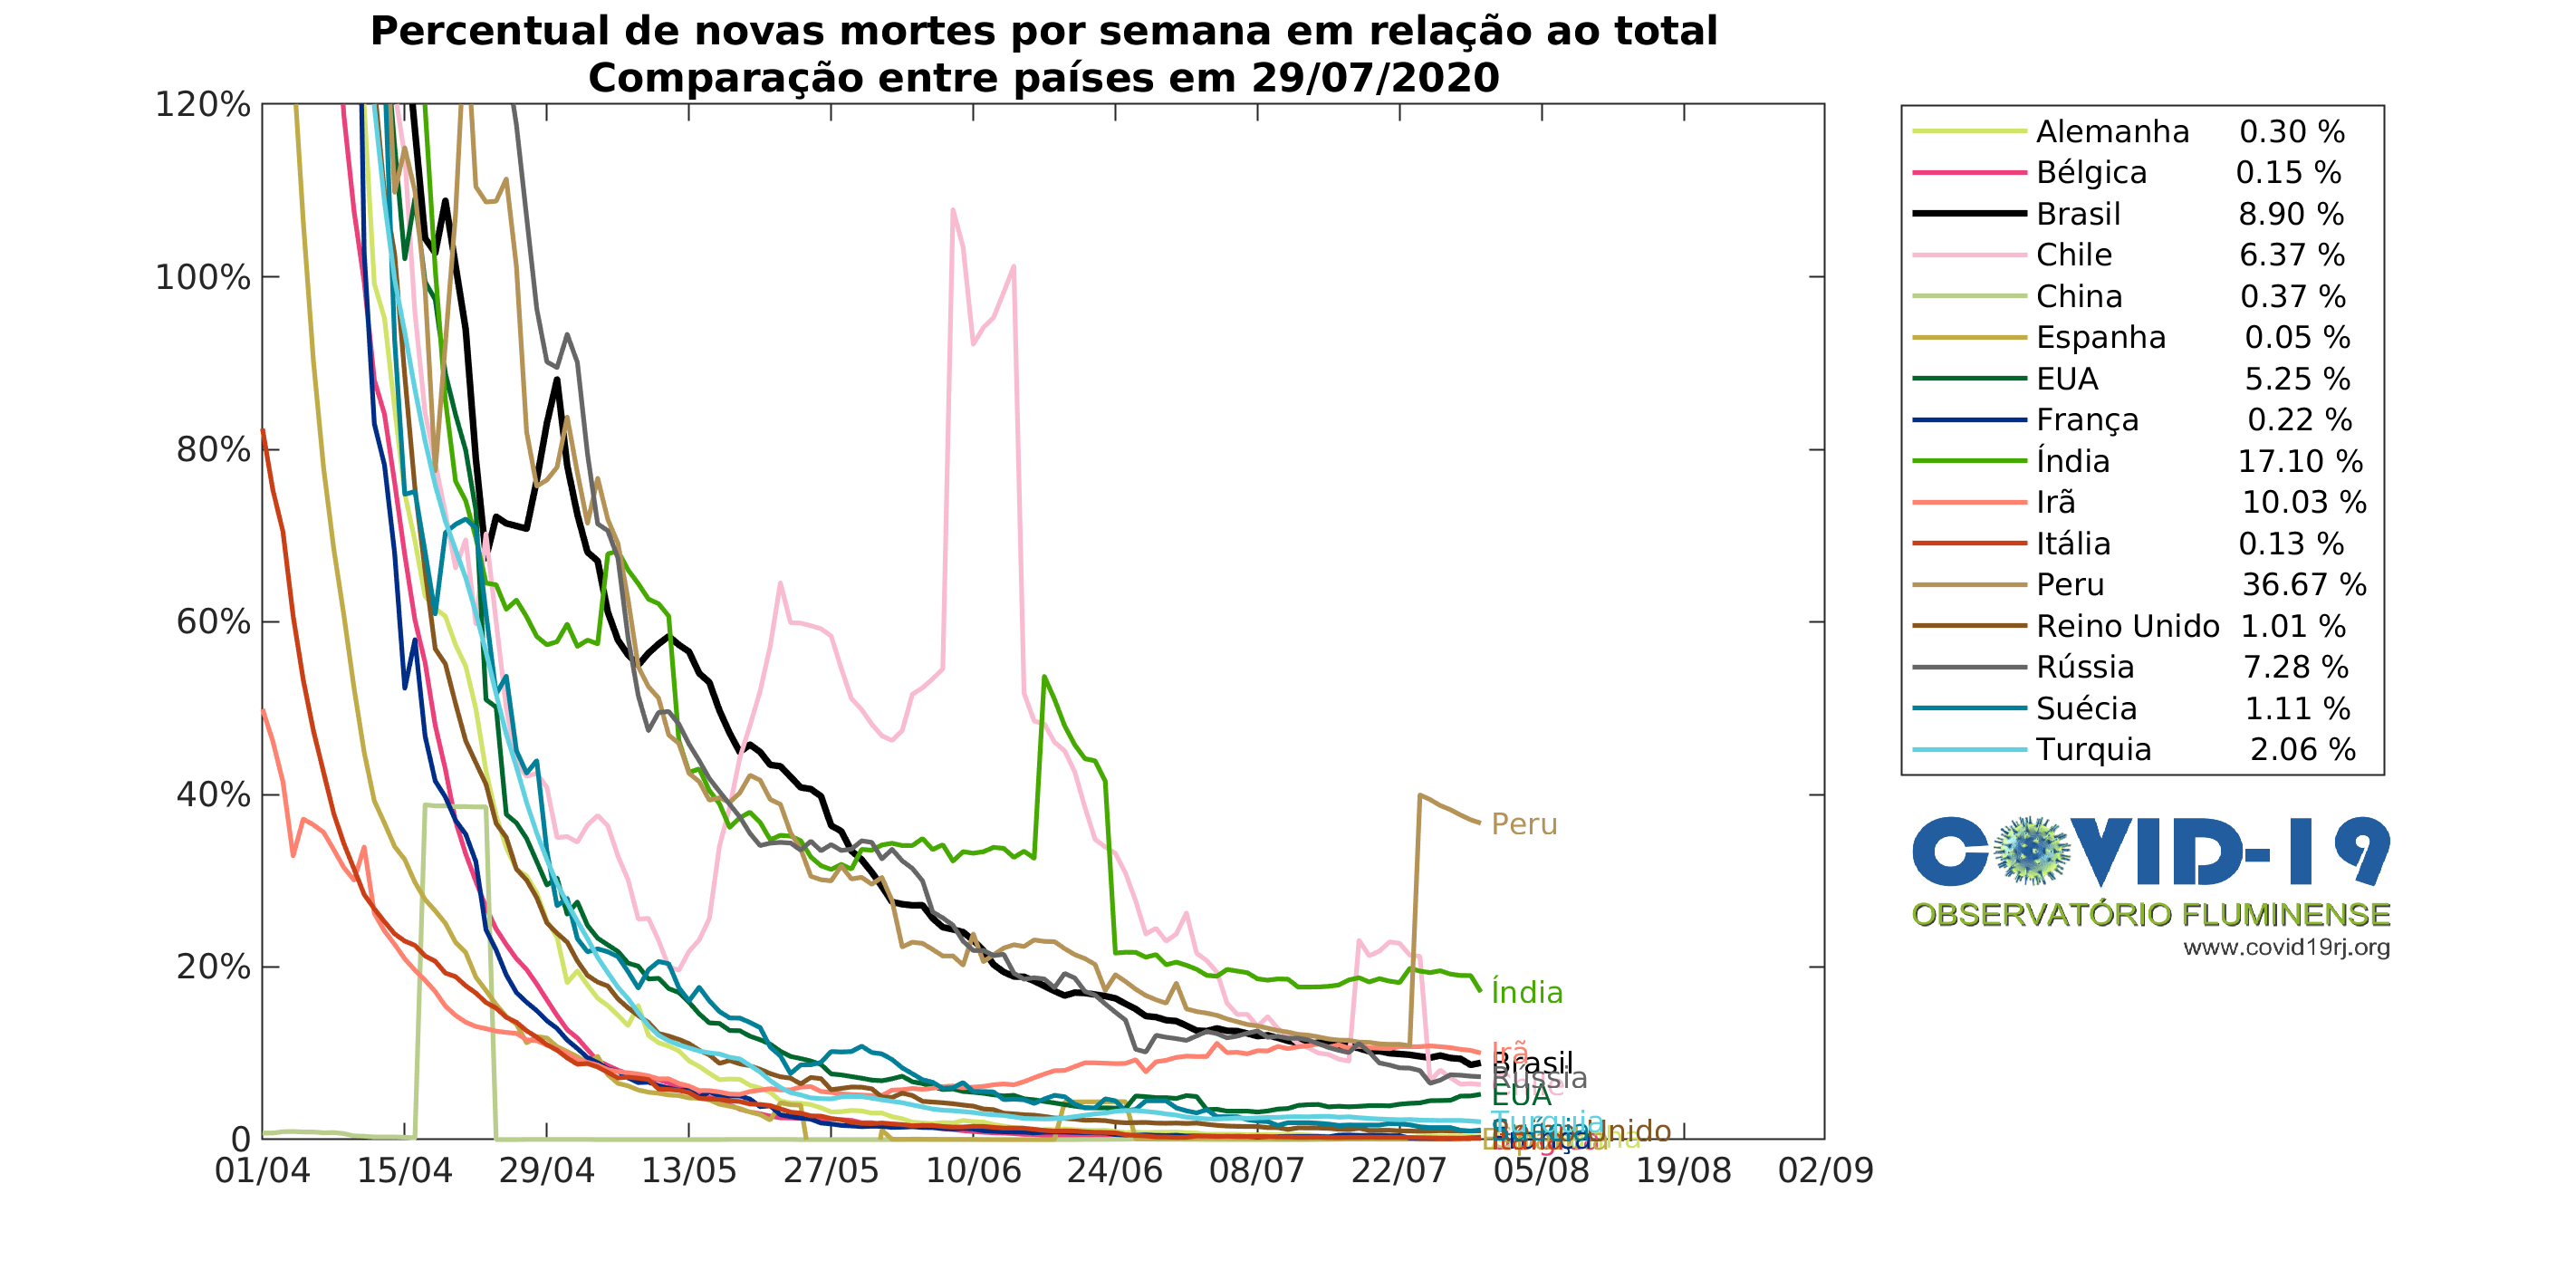 Percentual de novas mortes por semana em relação ao total
Comparação entre países em 29/07/2020
120%
100%
80%
60%
40%
20%
0
01/04 15/04 29/04 13/05 27/05 10/06 24/06 08/07 22/07 05/08 19/08 02/09
Peru
Índia
Irã
Brasil
Rússia
EUA
Turquia
Alemanha 0.30 %
Bélgica 0.15 %
Brasil 8.90 %
Chile 6.37 %
China 0.37 %
Espanha 0.05 %
EUA 5.25 %
França 0.22 %
Índia 17.10 %
Irã 10.03 %
Itália 0.13 %
Peru 36.67 %
Reino Unido 1.01 %
Rússia 7.28 %
Suécia 1.11 %
Turquia 2.06 %
COVID-19
OBSERVATÓRIO FLUMINENSE
www.covid19rj.org